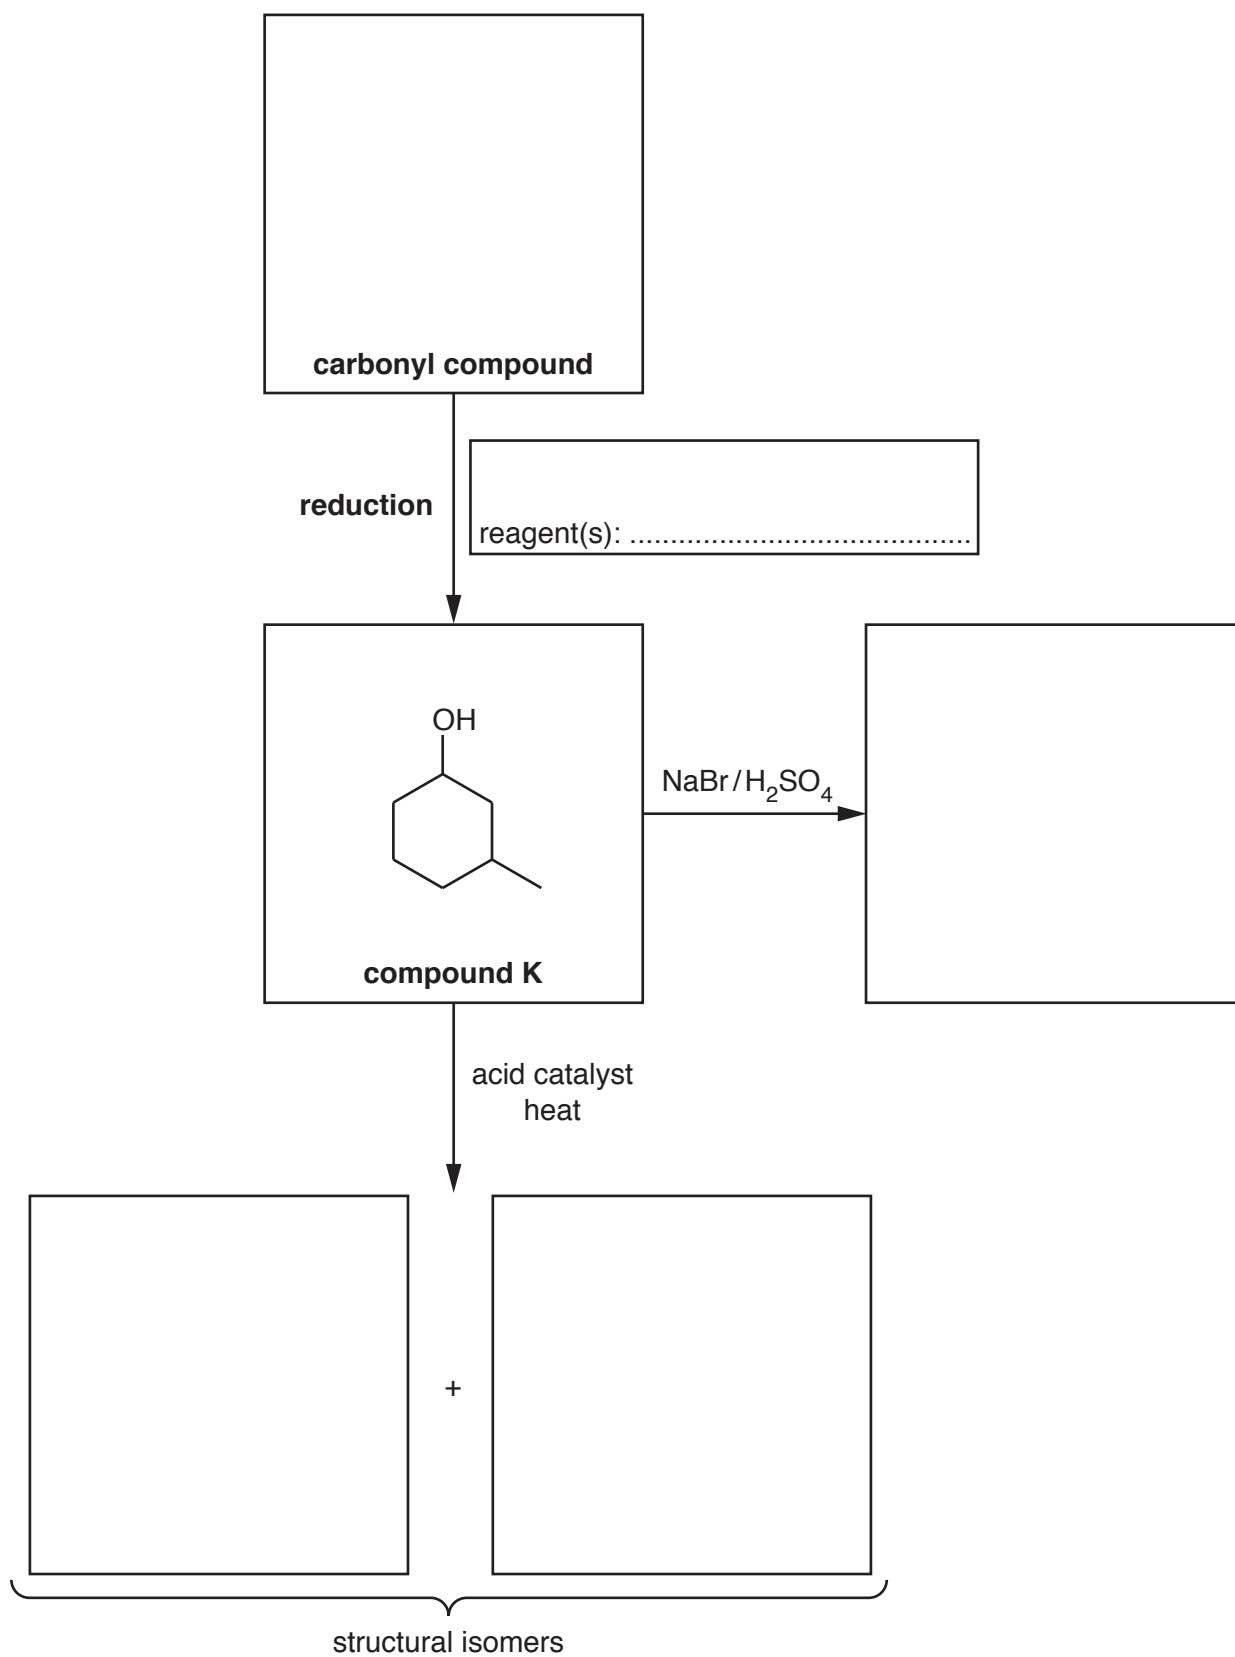 carbonyl compound
reduction
reagent(s): ..........................................
OH
NaBr/H₂SO₄
compound K
acid catalyst
heat
+
structural isomers